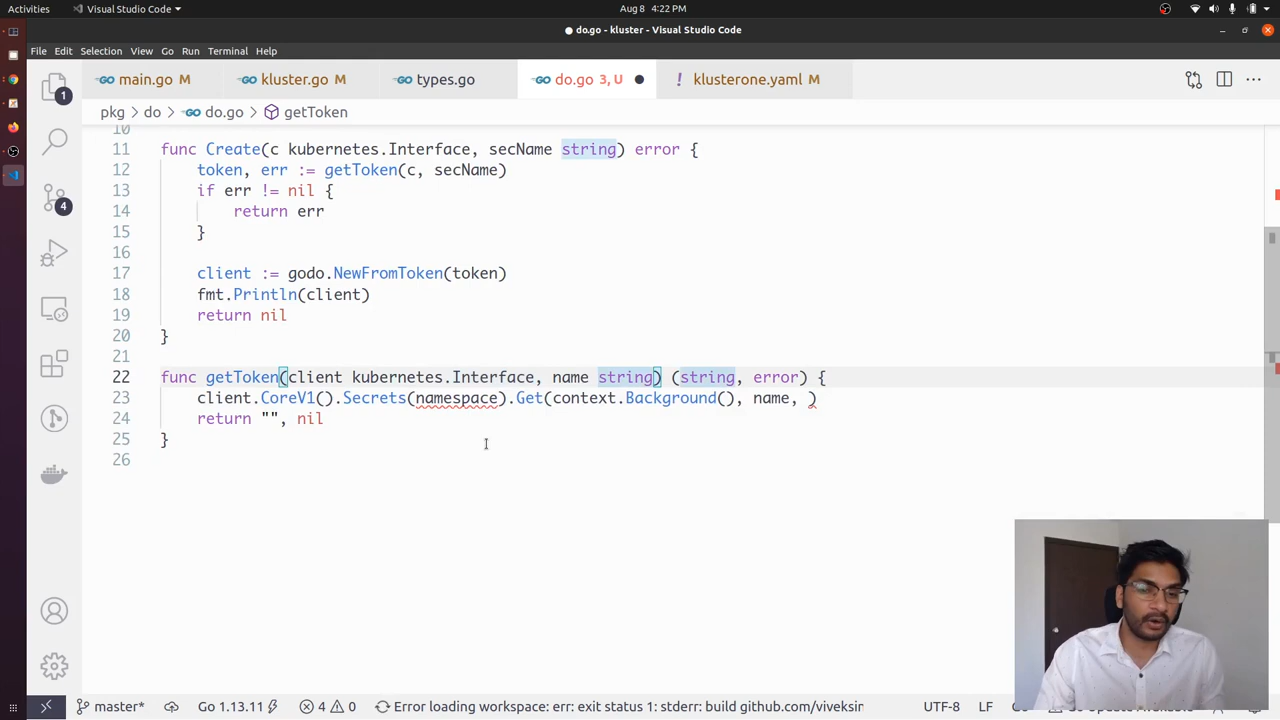 Activities
Visual Studio Code
Aug 8 4:22 PM
do.go - kluster - Visual Studio Code
File Edit Selection View Go Run Terminal Help
main.go M
kluster.go M
types.go
do.go 3, U
klusterone.yaml M
pkg > do > do.go > getToken
10
11 func Create(c kubernetes.Interface, secName string) error {
12 token, err := getToken(c, secName)
13 if err != nil {
14 return err
15 }
16
17 client := godo.NewFromToken(token)
18 fmt.Println(client)
19 return nil
20 }
21
22 func getToken(client kubernetes.Interface, name string) (string, error) {
23 client.CoreV1().Secrets(namespace).Get(context.Background(), name, )
24 return "", nil
25 }
26
1
4
master*
Go 1.13.11
4 0
Error loading workspace: err: exit status 1: stderr: build github.com/viveksin
UTF-8
LF